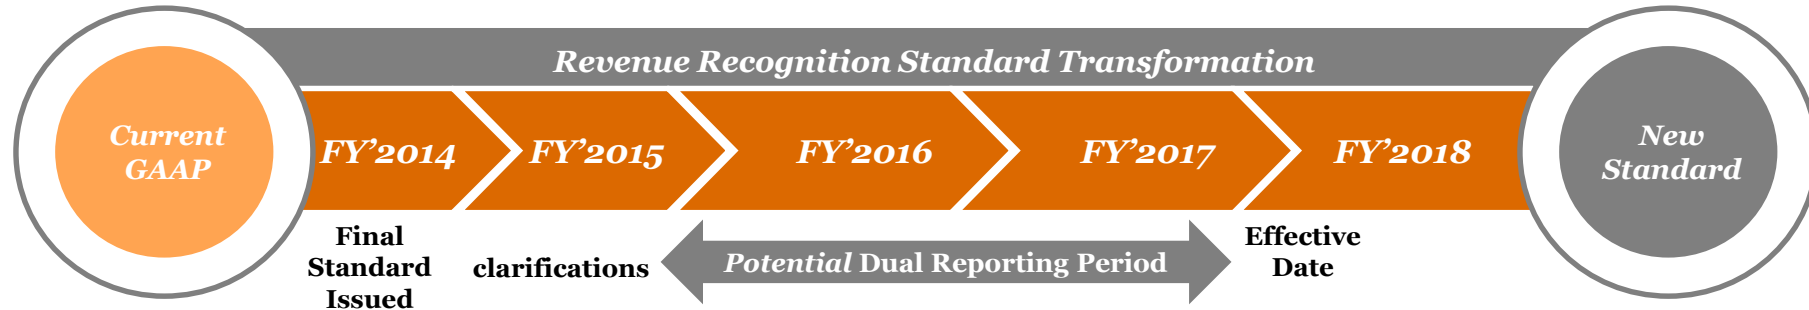 Revenue Recognition Standard Transformation
Current
GAAP
FY’2014
FY’2015
FY’2016
FY’2017
FY’2018
New
Standard
Final
Standard
Issued
clarifications
Potential Dual Reporting Period
Effective
Date